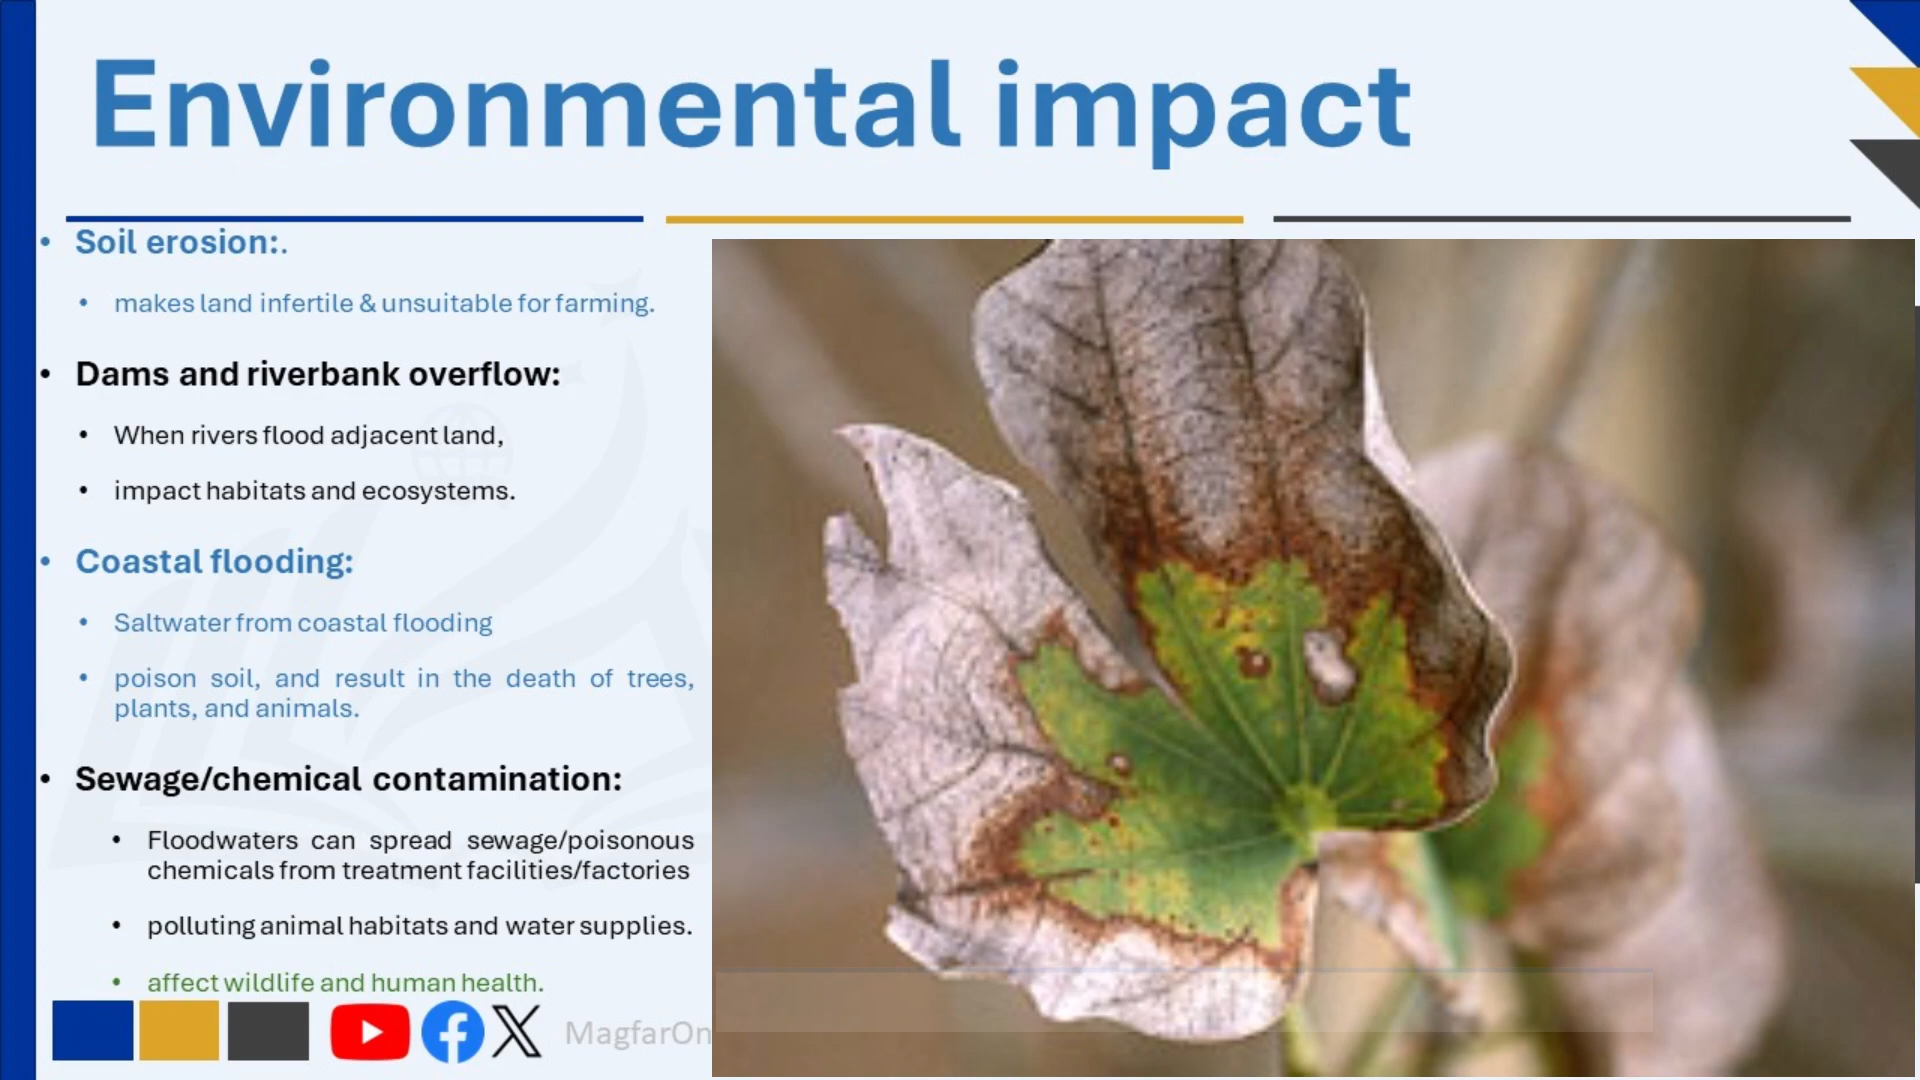 Environmental impact
• Soil erosion:.
• makes land infertile & unsuitable for farming.
• Dams and riverbank overflow:
• When rivers flood adjacent land,
• impact habitats and ecosystems.
• Coastal flooding:
• Saltwater from coastal flooding
• poison soil, and result in the death of trees,
plants, and animals.
• Sewage/chemical contamination:
• Floodwaters can spread sewage/poisonous
chemicals from treatment facilities/factories
• polluting animal habitats and water supplies.
• affect wildlife and human health.
MagfarOn